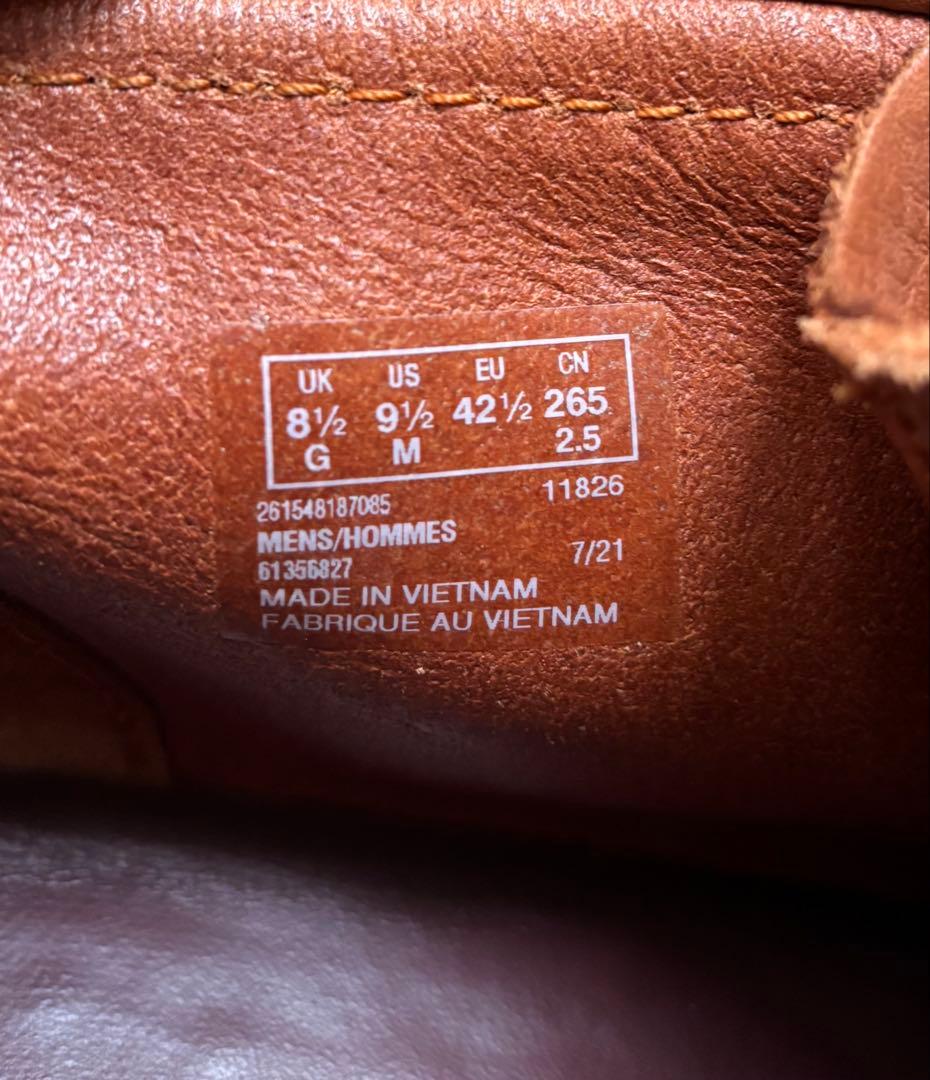 UK US EU CN
8½ 9½ 42½ 265
G M 2.5
261548187085 11826
MENS/HOMMES
61356827 7/21
MADE IN VIETNAM
FABRIQUE AU VIETNAM